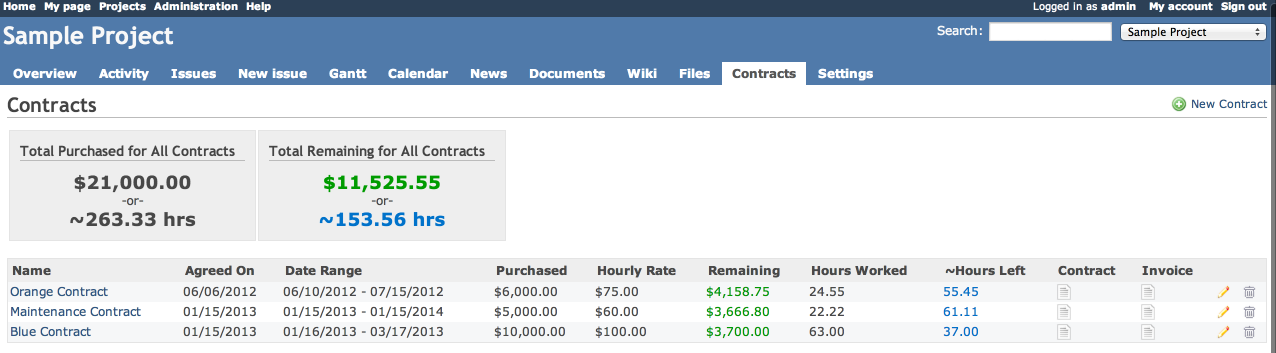 Home My page Projects Administration Help Logged in as admin My account Sign out
Sample Project Search: Sample Project
Overview Activity Issues New issue Gantt Calendar News Documents Wiki Files Contracts Settings
Contracts New Contract
Total Purchased for All Contracts Total Remaining for All Contracts
$21,000.00 $11,525.55
-or- -or-
~263.33 hrs ~153.56 hrs
Name Agreed On Date Range Purchased Hourly Rate Remaining Hours Worked ~Hours Left Contract Invoice
Orange Contract 06/06/2012 06/10/2012 - 07/15/2012 $6,000.00 $75.00 $4,158.75 24.55 55.45
Maintenance Contract 01/15/2013 01/15/2013 - 01/15/2014 $5,000.00 $60.00 $3,666.80 22.22 61.11
Blue Contract 01/15/2013 01/16/2013 - 03/17/2013 $10,000.00 $100.00 $3,700.00 63.00 37.00